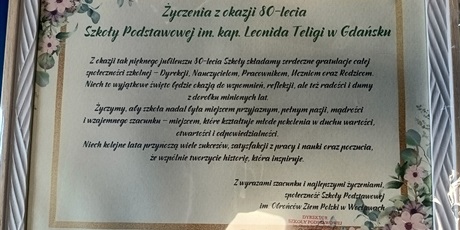 Życzenia z okazji 80-lecia
Szkoły Podstawowej im. kap. Leonida Teligi w Gdańsku
Z okazji tak pięknego jubileuszu 80-lecia Szkoły składamy serdeczne gratulacje całej
społeczności szkolnej – Dyrekcji, Nauczycielom, Pracownikom, Uczniom oraz Rodzicom.
Niech to wyjątkowe święto będzie okazją do wspomnień, refleksji, ale też radości i dumy
z dorobku minionych lat.
Życzymy, aby szkoła nadal była miejscem przyjaznym, pełnym pasji, mądrości
i wzajemnego szacunku – miejscem, które kształtuje młode pokolenia w duchu wartości,
otwartości i odpowiedzialności.
Niech kolejne lata przynoszą wiele sukcesów, satysfakcji z pracy i nauki oraz poczucia,
że wspólnie tworzycie historię, która inspiruje.
Z wyrazami szacunku i najlepszymi życzeniami,
społeczność Szkoły Podstawowej
im. Obrońców Ziem Polski w
DYREKTOR
SZKOŁY PODSTAWOWEJ